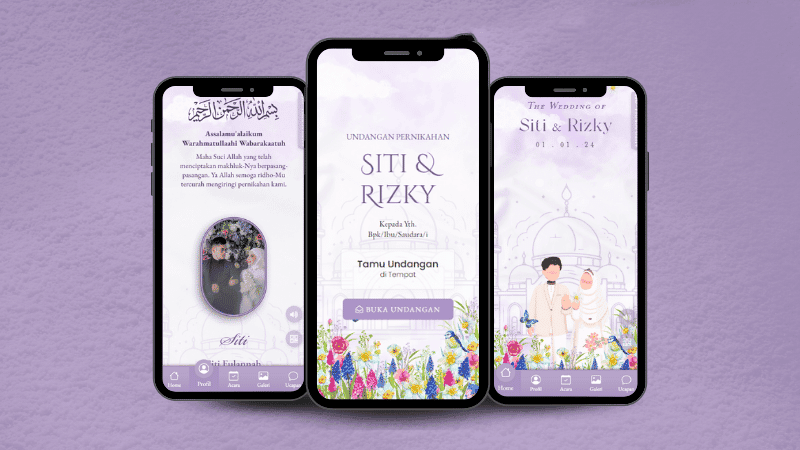 بِسْمِ اللهِ الرَّحْمٰنِ الرَّحِيْمِ
Assalamu'alaikum
Warahmatullaahi Wabarakaatuh
Maha Suci Allah yang telah
menciptakan makhluk-Nya berpasang-
pasangan. Ya Allah semoga ridho-Mu
tercurah mengiringi pernikahan kami.
Siti
Siti Fulannah
Home
Profil
Acara
Galeri
Ucapan
UNDANGAN PERNIKAHAN
SITI &
RIZKY
Kepada Yth.
Bpk/Ibu/Saudara/i
Tamu Undangan
di Tempat
BUKA UNDANGAN
The Wedding of
Siti & Rizky
01 . 01 . 24
Home
Profil
Acara
Galeri
Ucapan